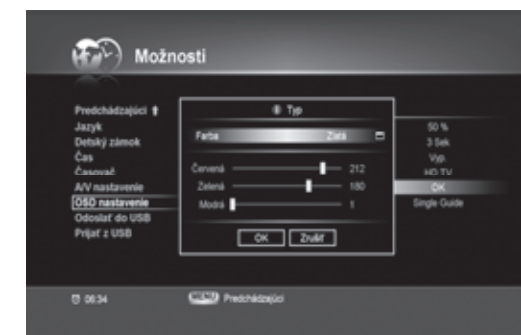 Možnosti
Predchádzajúci
Jazyk
Detský zámok
Čas
Časovač
A/V nastavenie
OSD nastavenie
Odoslať do USB
Prijať z USB
Typ
Farba Zlatá
Červená 212
Zelená 180
Modrá 1
OK Zrušiť
50 %
3 Sek.
Vyp.
HD TV
OK
Single Guide
06:34
MENU Predchádzajúci